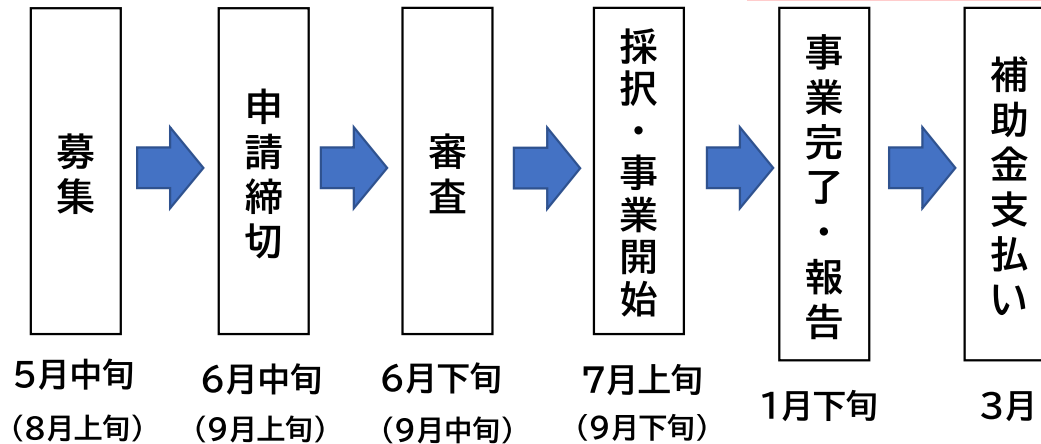 募集
申請締切
審査
採択・事業開始
事業完了・報告
補助金支払い
5月中旬
(8月上旬)
6月中旬
(9月上旬)
6月下旬
(9月中旬)
7月上旬
(9月下旬)
1月下旬
3月